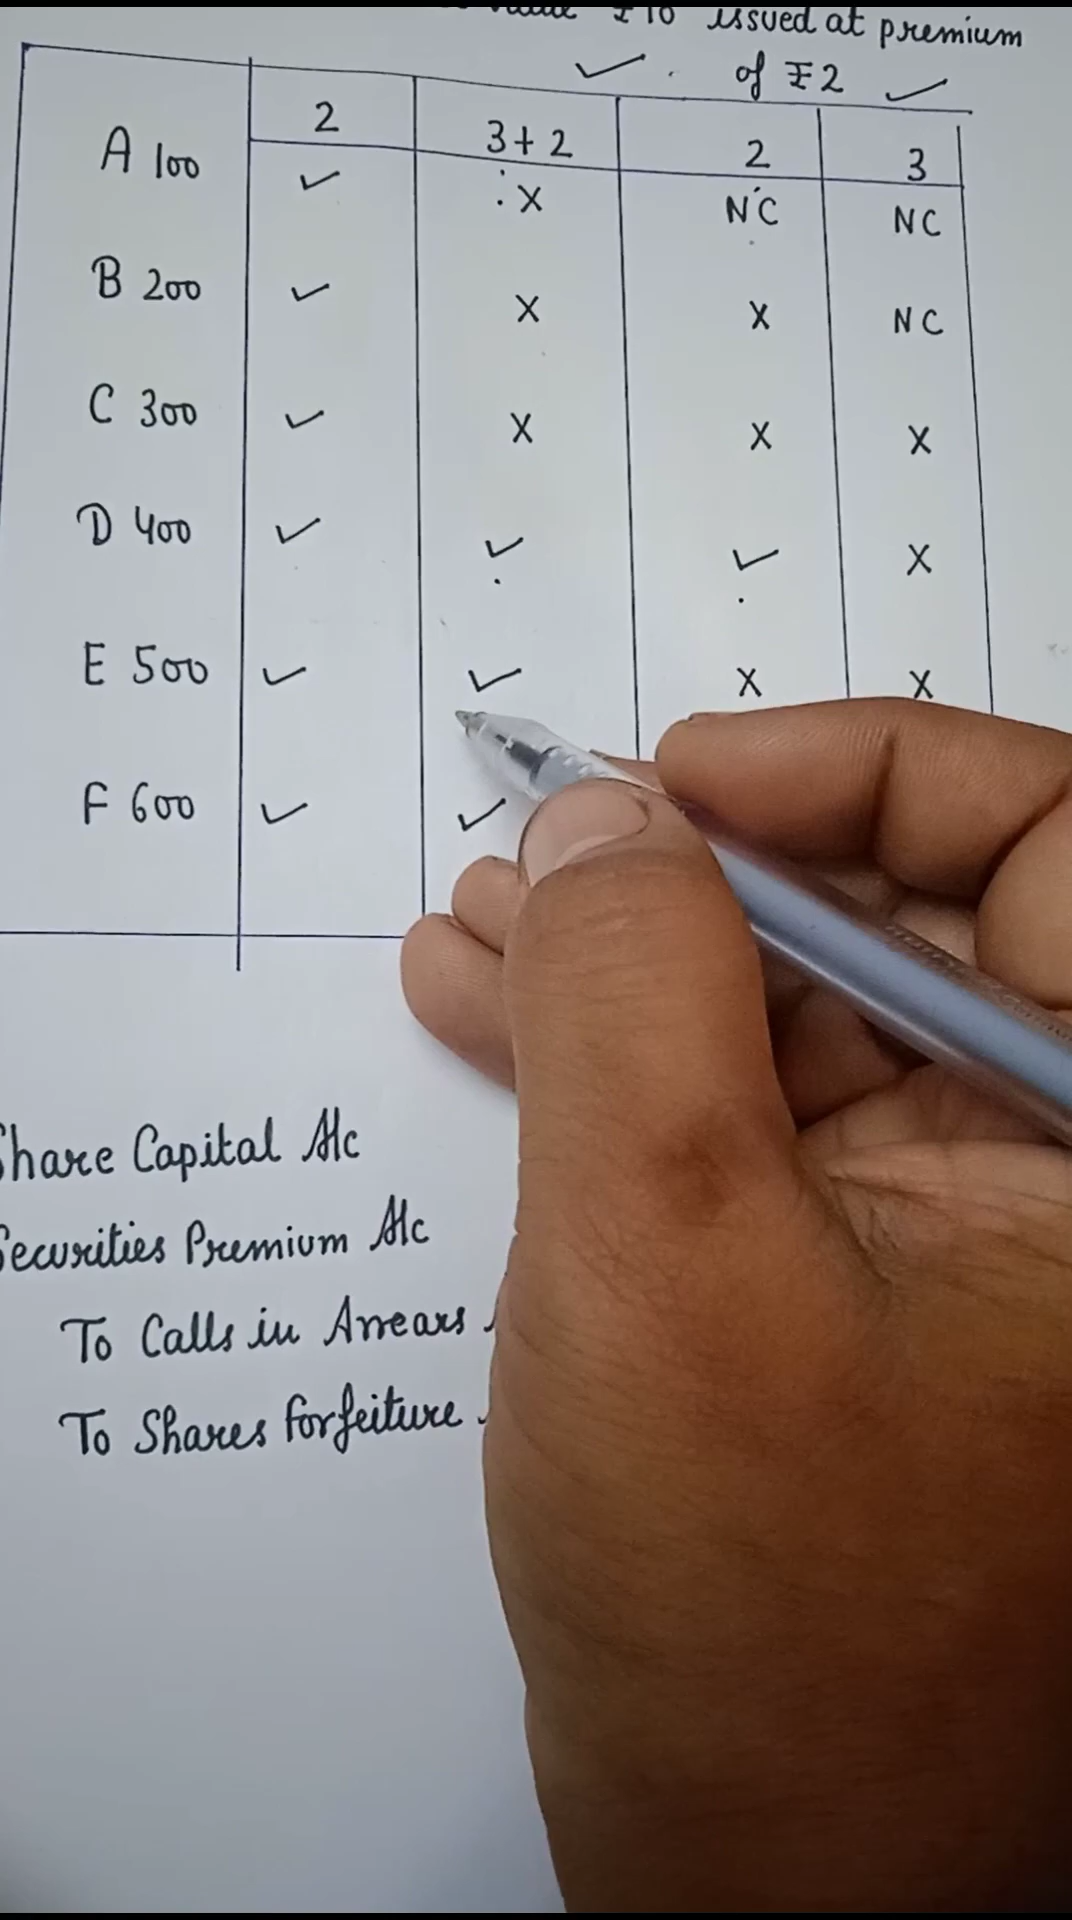 ₹10 issued at premium
of ₹2
2 3+2 2 3
A 100 ✓ X NC NC
B 200 ✓ X X NC
C 300 ✓ X X X
D 400 ✓ ✓ ✓ X
E 500 ✓ ✓ X X
F 600 ✓ ✓
Share Capital A/c
Securities Premium A/c
To Calls in Arrears
To Shares Forfeiture